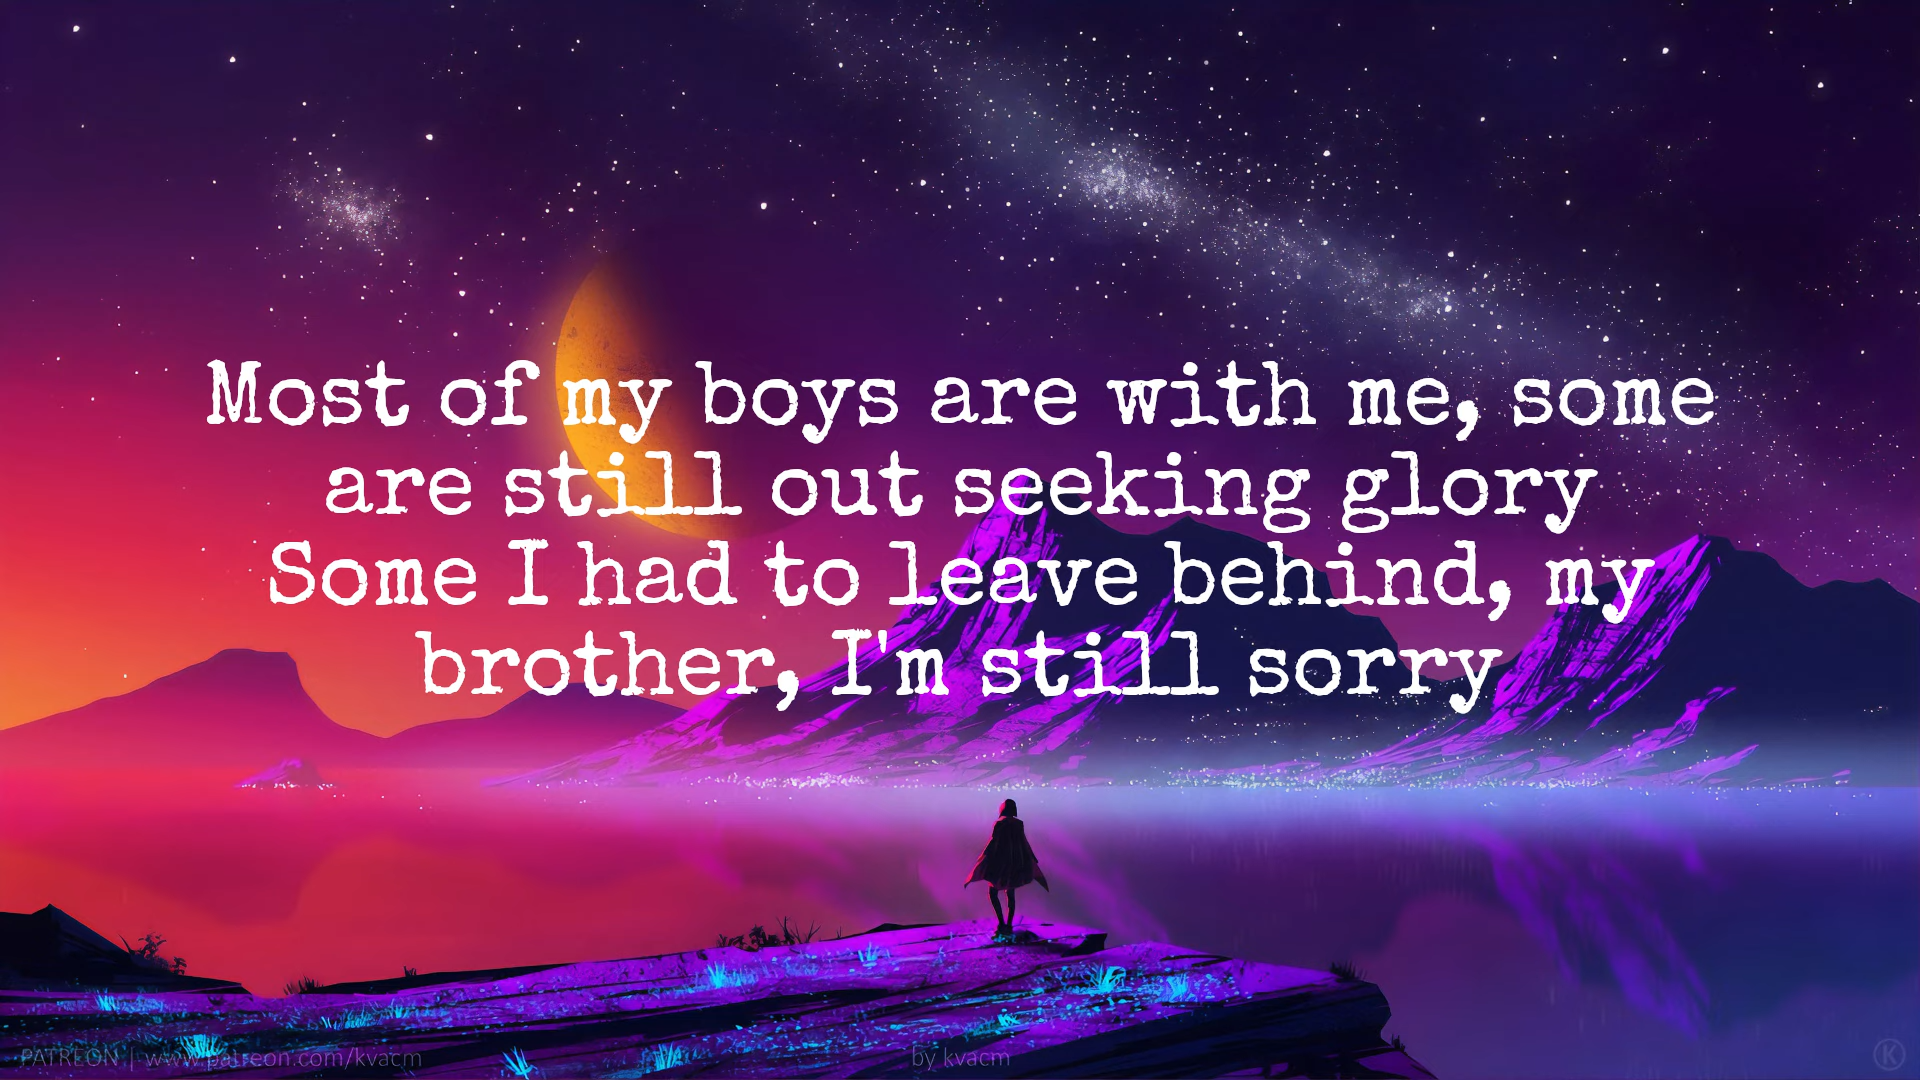 Most of my boys are with me, some
are still out seeking glory
Some I had to leave behind, my
brother, I'm still sorry
PATREON | www.patreon.com/kvacm
by kvacm
K